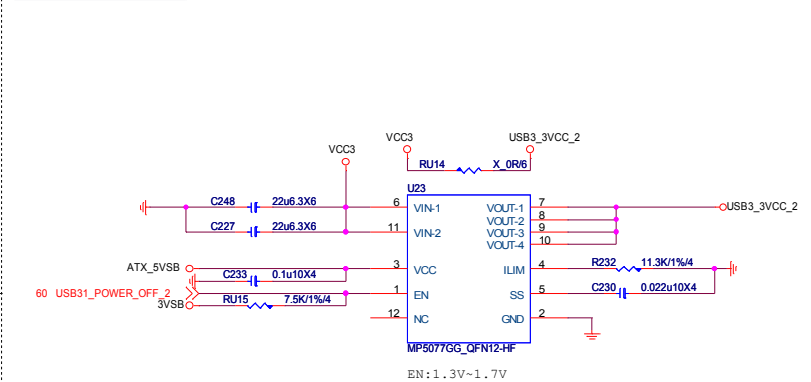 VCC3 USB3_3VCC_2
VCC3
RU14 X_0R/6
U23
C248 22u6.3X6 6 VIN-1 VOUT-1 7 USB3_3VCC_2
VOUT-2 8
C227 22u6.3X6 11 VIN-2 VOUT-3 9
VOUT-4 10
ATX_5VSB 3 VCC ILIM 4 R232 11.3K/1%/4
C233 0.1u10X4
60 USB31_POWER_OFF_2 1 EN SS 5 C230 0.022u10X4
3VSB RU15 7.5K/1%/4
12 NC GND 2
MP5077GG_QFN12-HF
EN:1.3V~1.7V